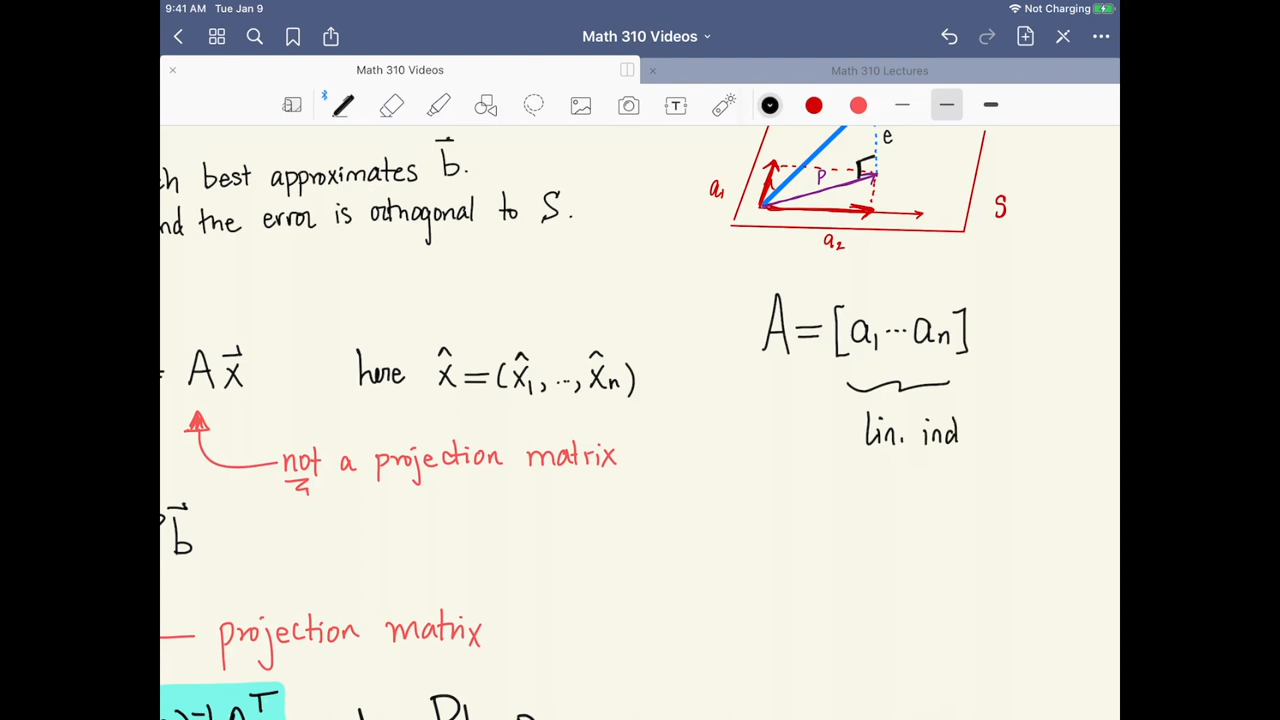 9:41 AM Tue Jan 9
Not Charging
Math 310 Videos
Math 310 Videos
Math 310 Lectures
best approximates b⃗.
the error is orthogonal to S.
e
p
a₁
a₂
S
A = [a₁ ⋯ aₙ]
lin. ind
A x⃗ here x̂ = (x̂₁, .., x̂ₙ)
not a projection matrix
b⃗
— projection matrix